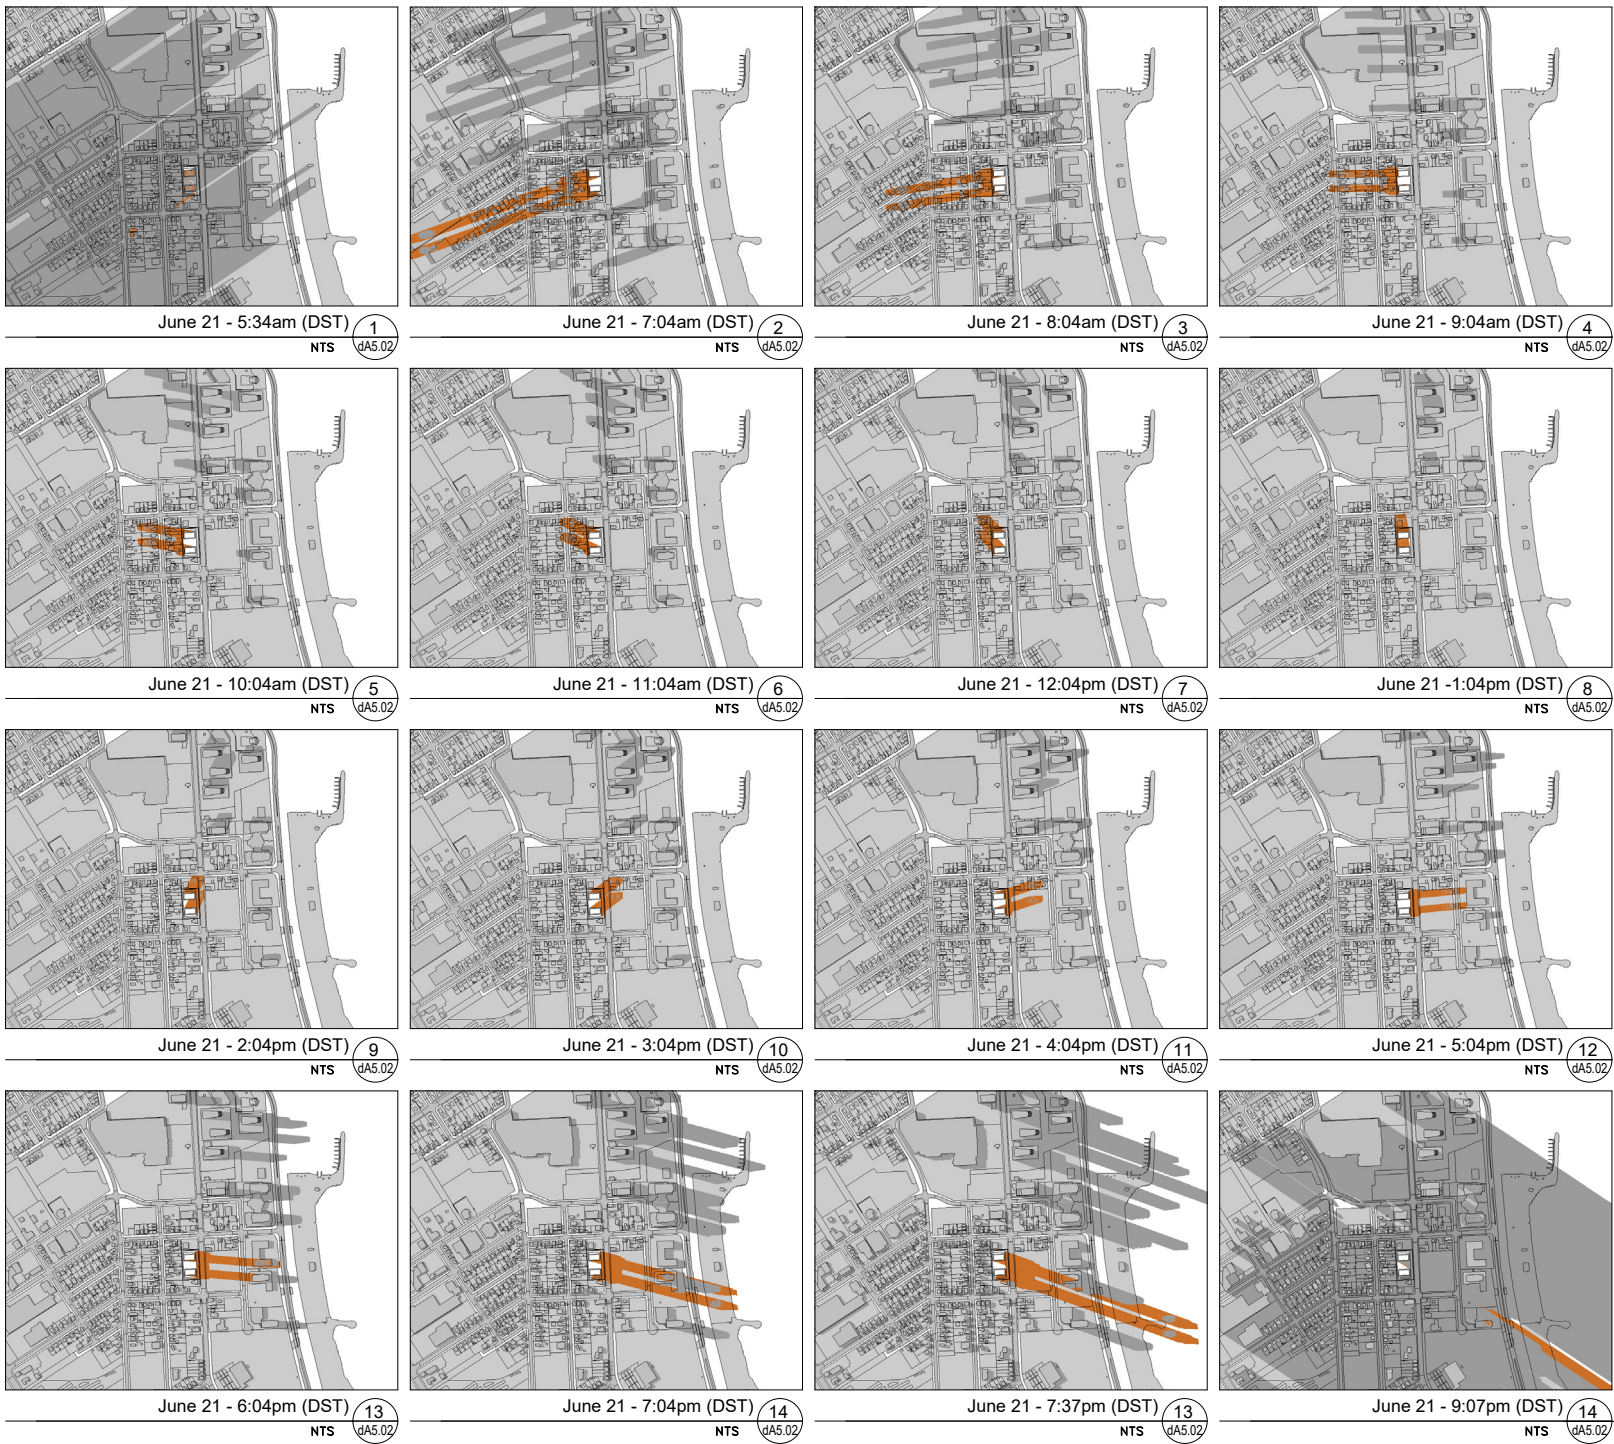 June 21 - 5:34am (DST) 1
NTS dA5.02
June 21 - 7:04am (DST) 2
NTS dA5.02
June 21 - 8:04am (DST) 3
NTS dA5.02
June 21 - 9:04am (DST) 4
NTS dA5.02
June 21 - 10:04am (DST) 5
NTS dA5.02
June 21 - 11:04am (DST) 6
NTS dA5.02
June 21 - 12:04pm (DST) 7
NTS dA5.02
June 21 -1:04pm (DST) 8
NTS dA5.02
June 21 - 2:04pm (DST) 9
NTS dA5.02
June 21 - 3:04pm (DST) 10
NTS dA5.02
June 21 - 4:04pm (DST) 11
NTS dA5.02
June 21 - 5:04pm (DST) 12
NTS dA5.02
June 21 - 6:04pm (DST) 13
NTS dA5.02
June 21 - 7:04pm (DST) 14
NTS dA5.02
June 21 - 7:37pm (DST) 13
NTS dA5.02
June 21 - 9:07pm (DST) 14
NTS dA5.02